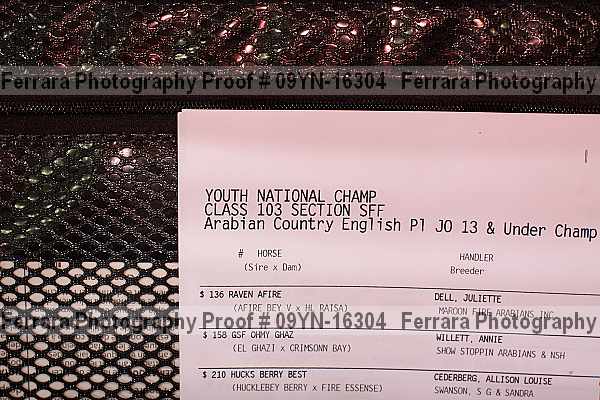 Ferrara Photography Proof # 09YN-16304 Ferrara Photography
YOUTH NATIONAL CHAMP
CLASS 103 SECTION SFF
Arabian Country English Pl JO 13 & Under Champ
# HORSE HANDLER
(Sire x Dam) Breeder
$ 136 RAVEN AFIRE DELL, JULIETTE
(AFIRE BEY V x HL RAISA) MAROON FIRE ARABIANS INC
Ferrara Photography Proof # 09YN-16304 Ferrara Photography
$ 158 GSF OHMY GHAZ WILLETT, ANNIE
(EL GHAZI x CRIMSONN BAY) SHOW STOPPIN ARABIANS & NSH
$ 210 HUCKS BERRY BEST CEDERBERG, ALLISON LOUISE
(HUCKLEBEY BERRY x FIRE ESSENSE) SWANSON, S G & SANDRA